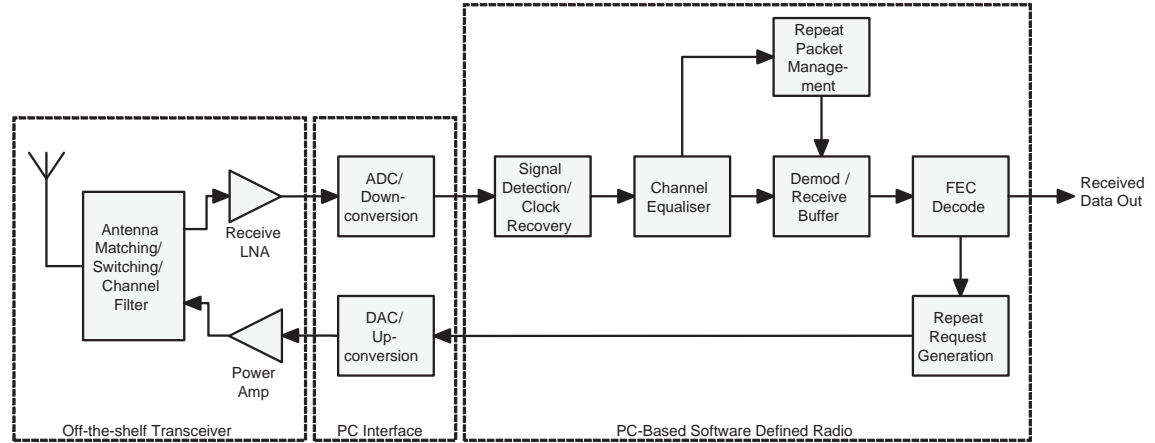 Repeat
Packet
Manage-
ment
Antenna
Matching/
Switching/
Channel
Filter
Receive
LNA
ADC/
Down-
conversion
Signal
Detection/
Clock
Recovery
Channel
Equaliser
Demod /
Receive
Buffer
FEC
Decode
Received
Data Out
Power
Amp
DAC/
Up-
conversion
Repeat
Request
Generation
Off-the-shelf Transceiver
PC Interface
PC-Based Software Defined Radio